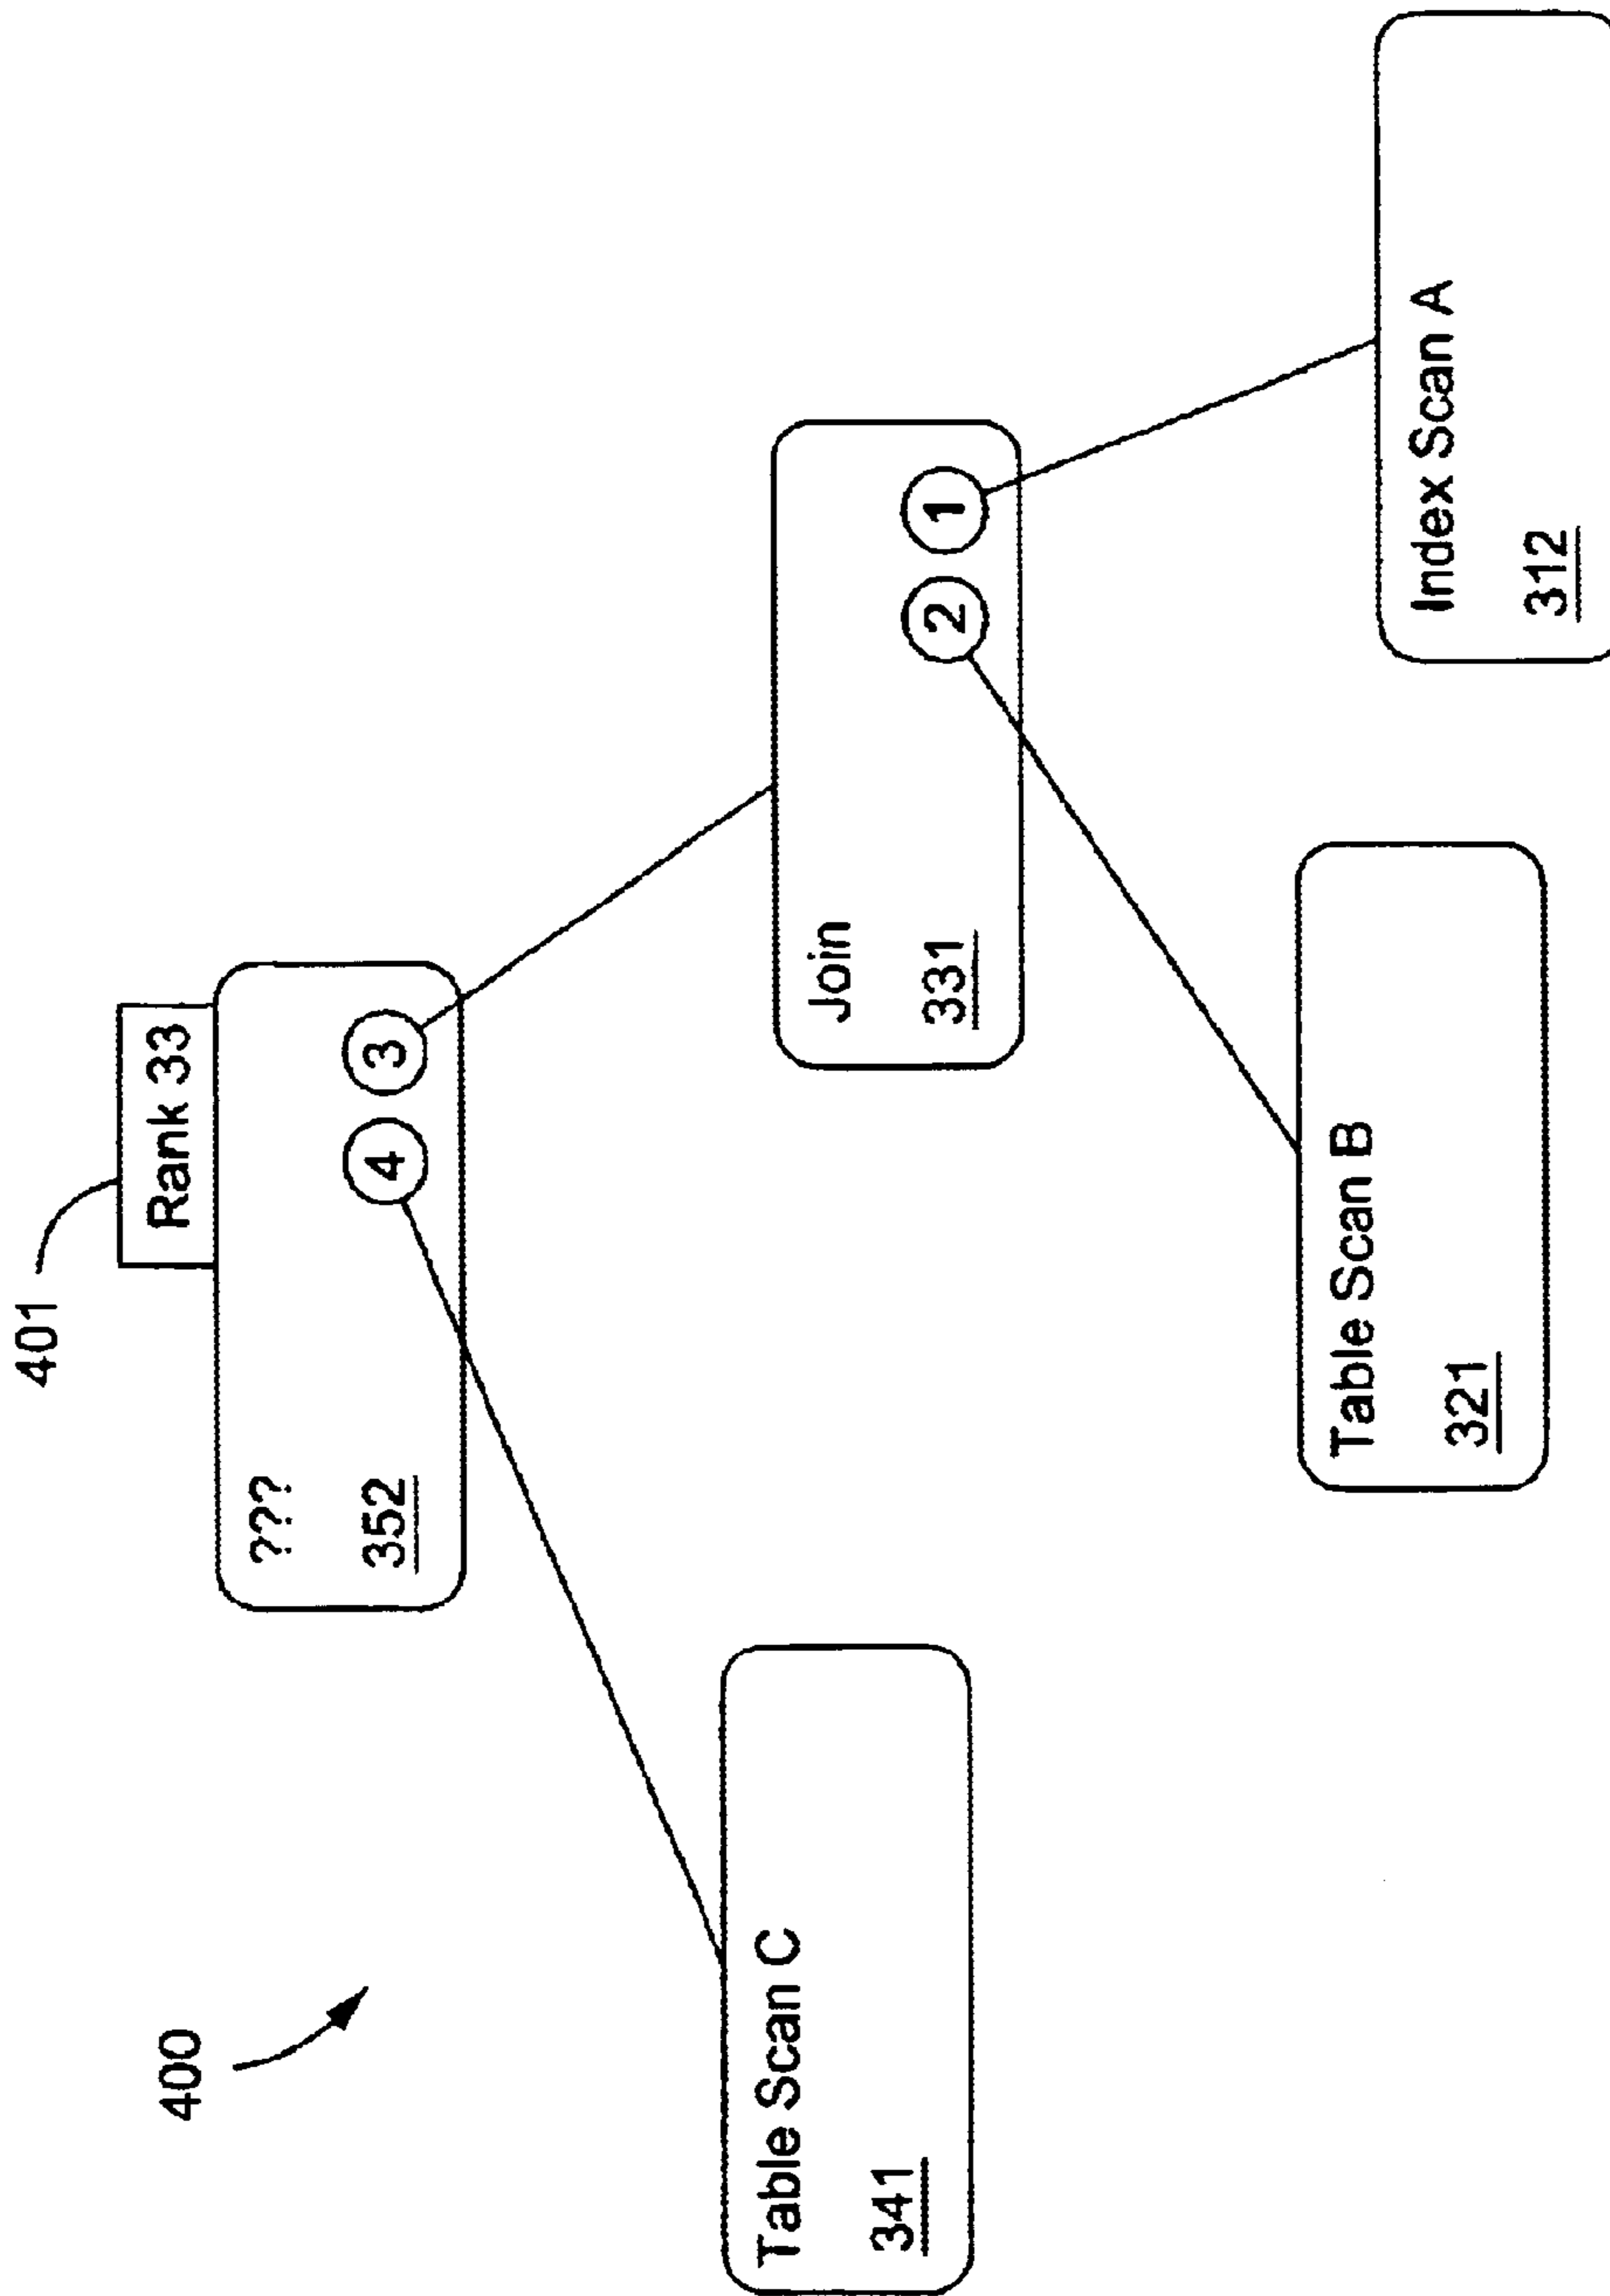 400
401
Rank 33
???
352
4
3
Table Scan C
341
Join
331
2
1
Table Scan B
321
Index Scan A
312